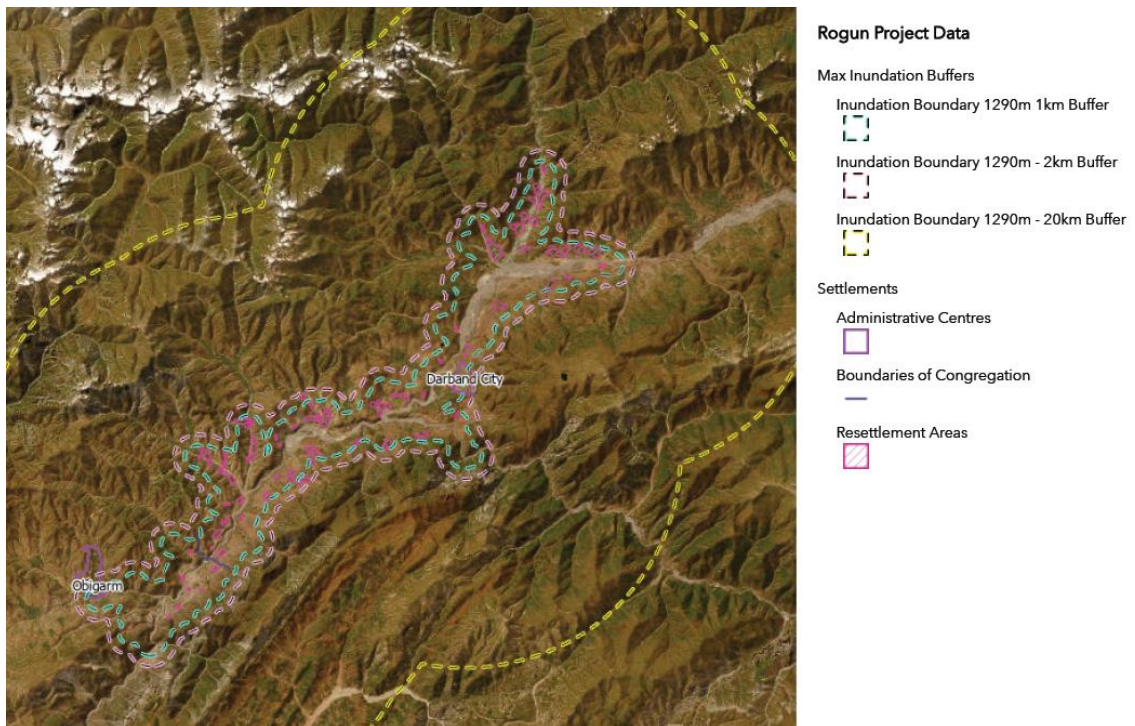 Rogun Project Data
Max Inundation Buffers
Inundation Boundary 1290m 1km Buffer
Inundation Boundary 1290m - 2km Buffer
Inundation Boundary 1290m - 20km Buffer
Settlements
Administrative Centres
Boundaries of Congregation
Resettlement Areas
Darband City
Obigarm